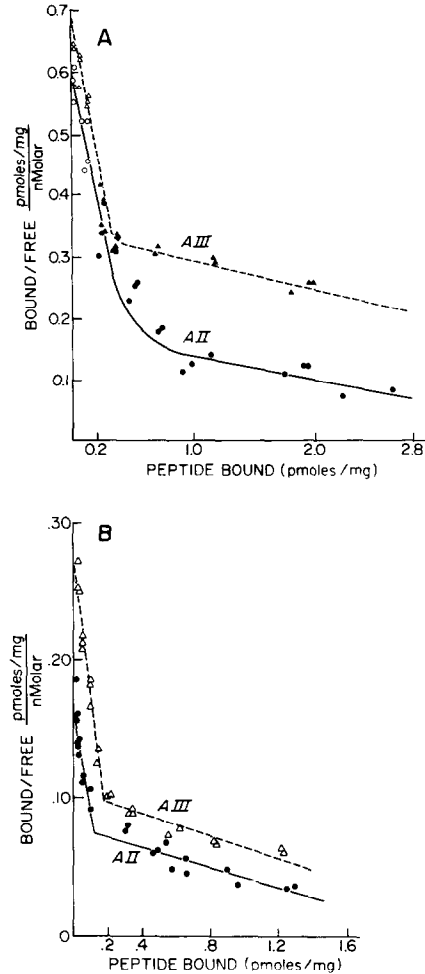 0.7
A
0.6
0.5
0.4
0.3
0.2
0.1
BOUND/FREE pmoles/mg
nMolar
AIII
AII
0.2 1.0 2.0 2.8
PEPTIDE BOUND (pmoles/mg)
B
.30
.20
.10
0
BOUND/FREE pmoles/mg
nMolar
AIII
AII
0 .2 .4 .8 1.2 1.6
PEPTIDE BOUND (pmoles/mg)